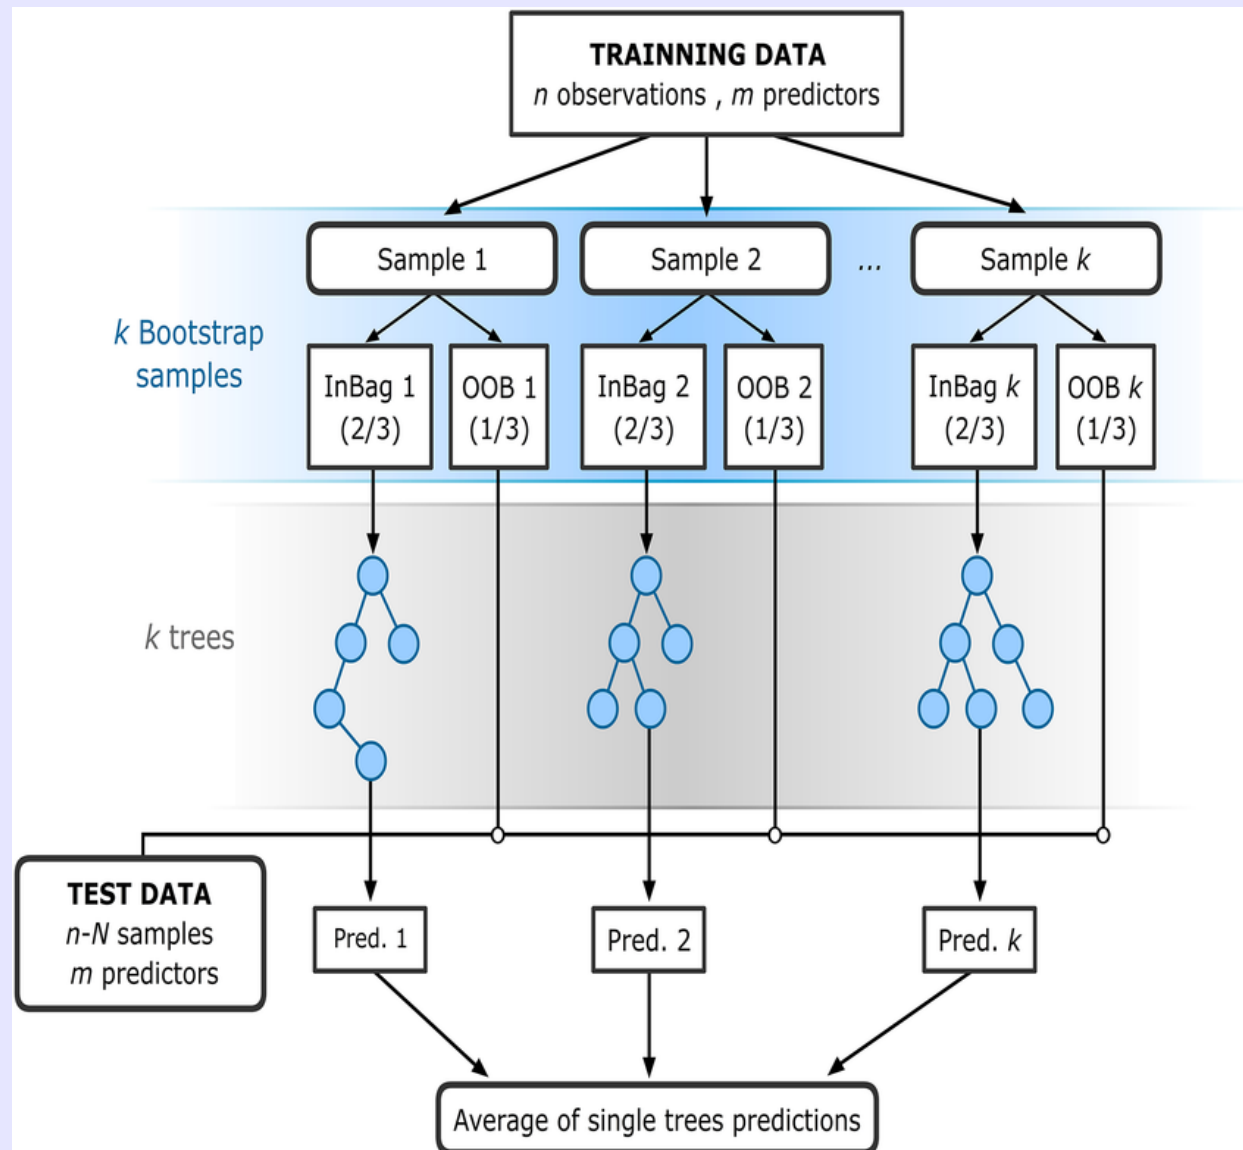 TRAINNING DATA
n observations , m predictors
Sample 1
Sample 2
...
Sample k
k Bootstrap
samples
InBag 1
(2/3)
OOB 1
(1/3)
InBag 2
(2/3)
OOB 2
(1/3)
InBag k
(2/3)
OOB k
(1/3)
k trees
TEST DATA
n-N samples
m predictors
Pred. 1
Pred. 2
Pred. k
Average of single trees predictions